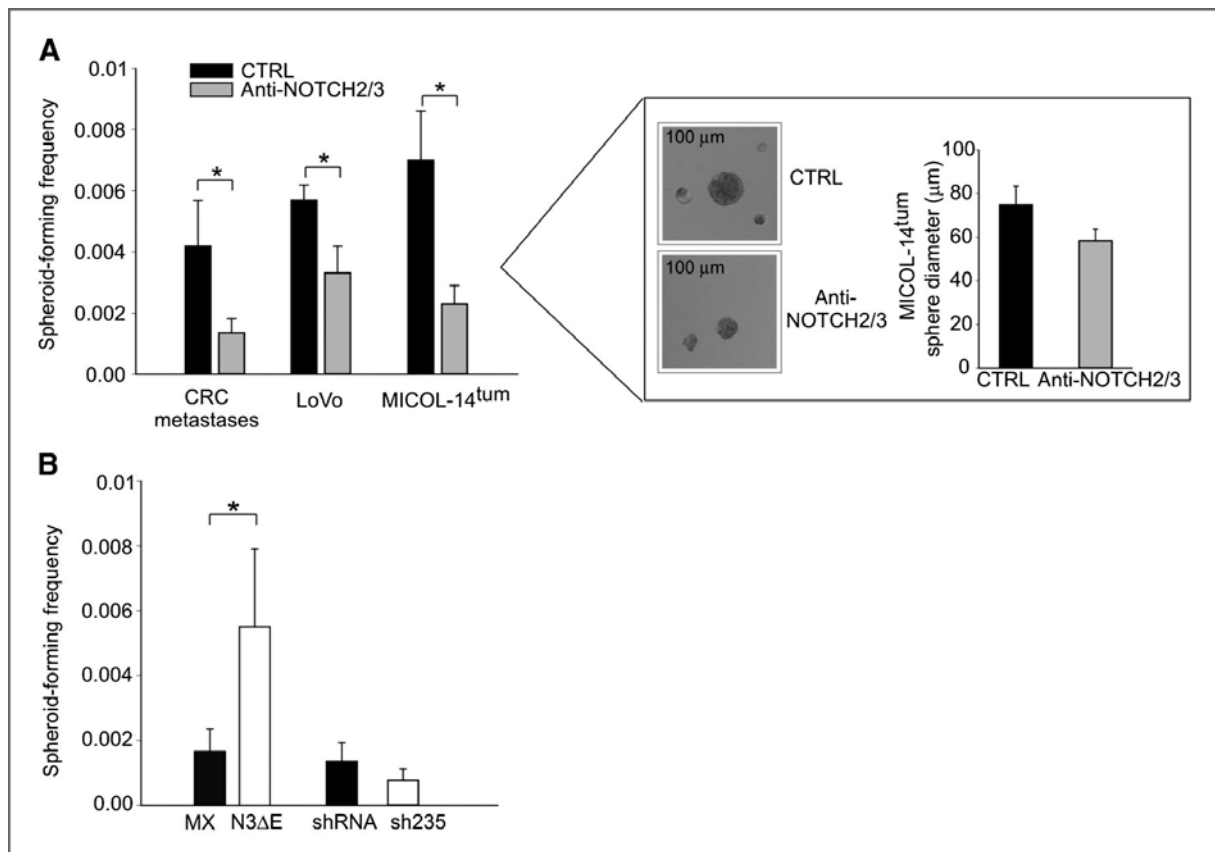 A
CTRL
Anti-NOTCH2/3
Spheroid-forming frequency
0.01
0.008
0.006
0.004
0.002
0.00
*
*
*
CRC
metastases
LoVo
MICOL-14tum
100 μm
CTRL
100 μm
Anti-
NOTCH2/3
MICOL-14tum
sphere diameter (μm)
100
80
60
40
20
0
CTRL
Anti-NOTCH2/3
B
Spheroid-forming frequency
0.01
0.008
0.006
0.004
0.002
0.00
*
MX
N3ΔE
shRNA
sh235